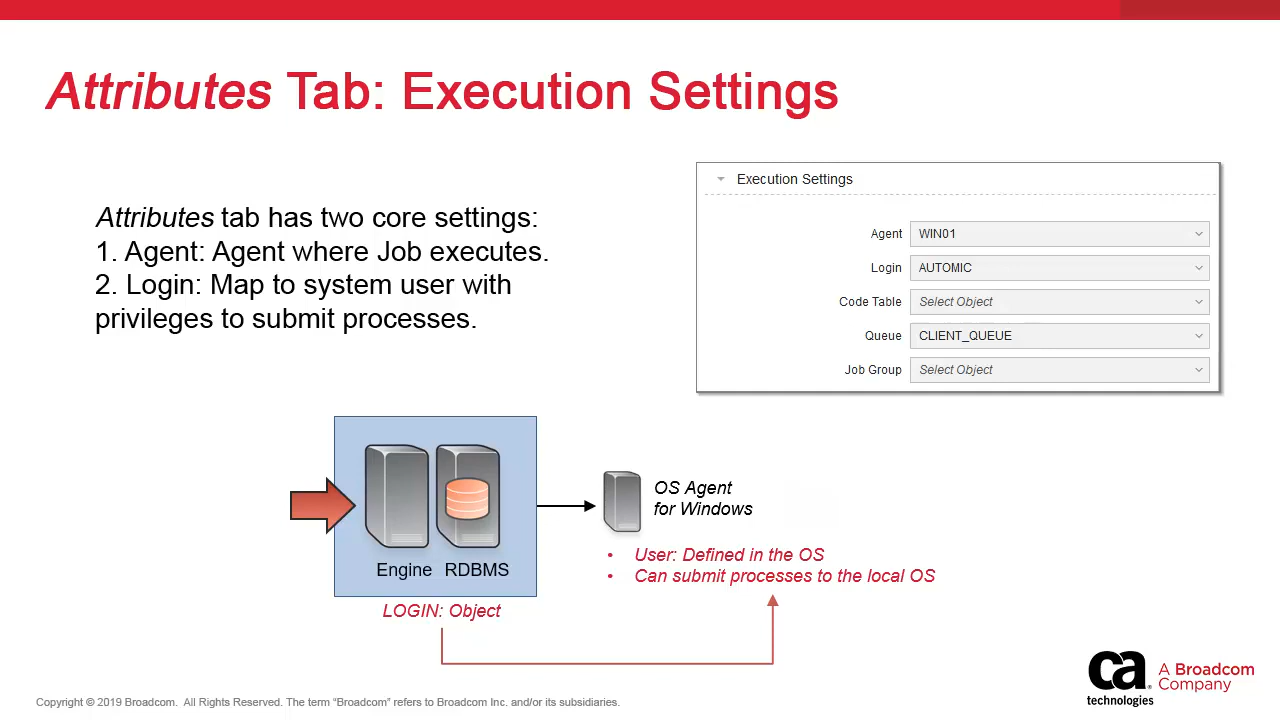 Attributes Tab: Execution Settings
Attributes tab has two core settings:
1. Agent: Agent where Job executes.
2. Login: Map to system user with
privileges to submit processes.
Execution Settings
Agent WIN01
Login AUTOMIC
Code Table Select Object
Queue CLIENT_QUEUE
Job Group Select Object
Engine RDBMS
LOGIN: Object
OS Agent
for Windows
• User: Defined in the OS
• Can submit processes to the local OS
Copyright © 2019 Broadcom. All Rights Reserved. The term “Broadcom” refers to Broadcom Inc. and/or its subsidiaries.
ca
technologies
A Broadcom
Company